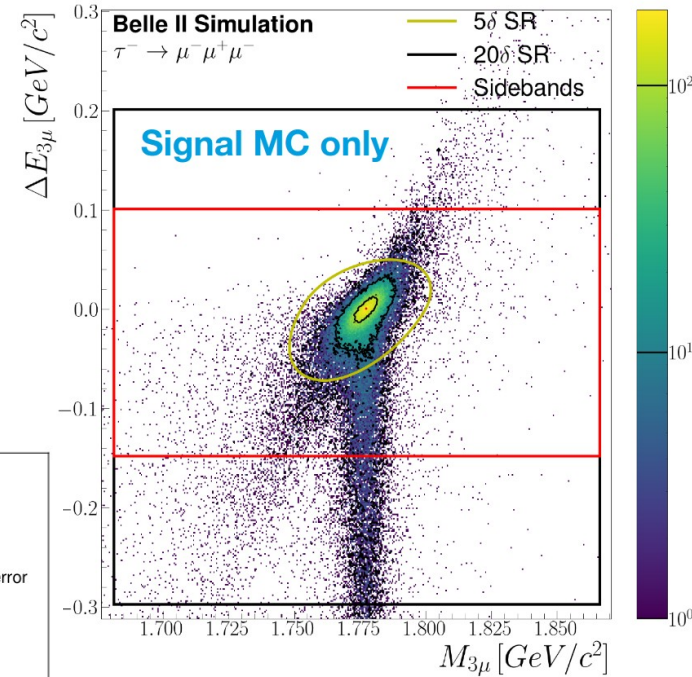 Belle II Simulation
τ⁻ → μ⁻μ⁺μ⁻
5δ SR
20δ SR
Sidebands
Signal MC only
ΔE₃μ [GeV/c²]
0.3
0.2
0.1
0.0
−0.1
−0.2
−0.3
1.700 1.725 1.750 1.775 1.800 1.825 1.850
M₃μ [GeV/c²]
10²
10¹
10⁰
rror